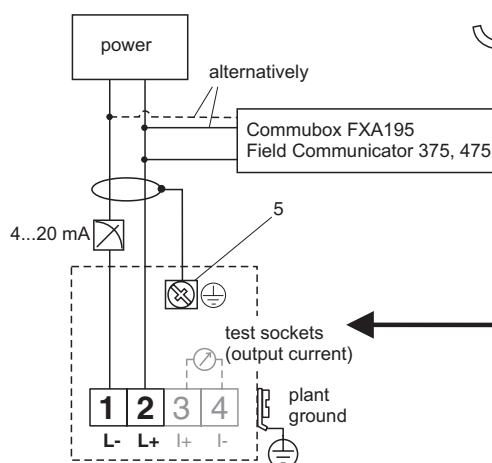 power
alternatively
Commubox FXA195
Field Communicator 375, 475
5
4...20 mA
test sockets
(output current)
1 2 3 4
L- L+ I+ I-
plant
ground